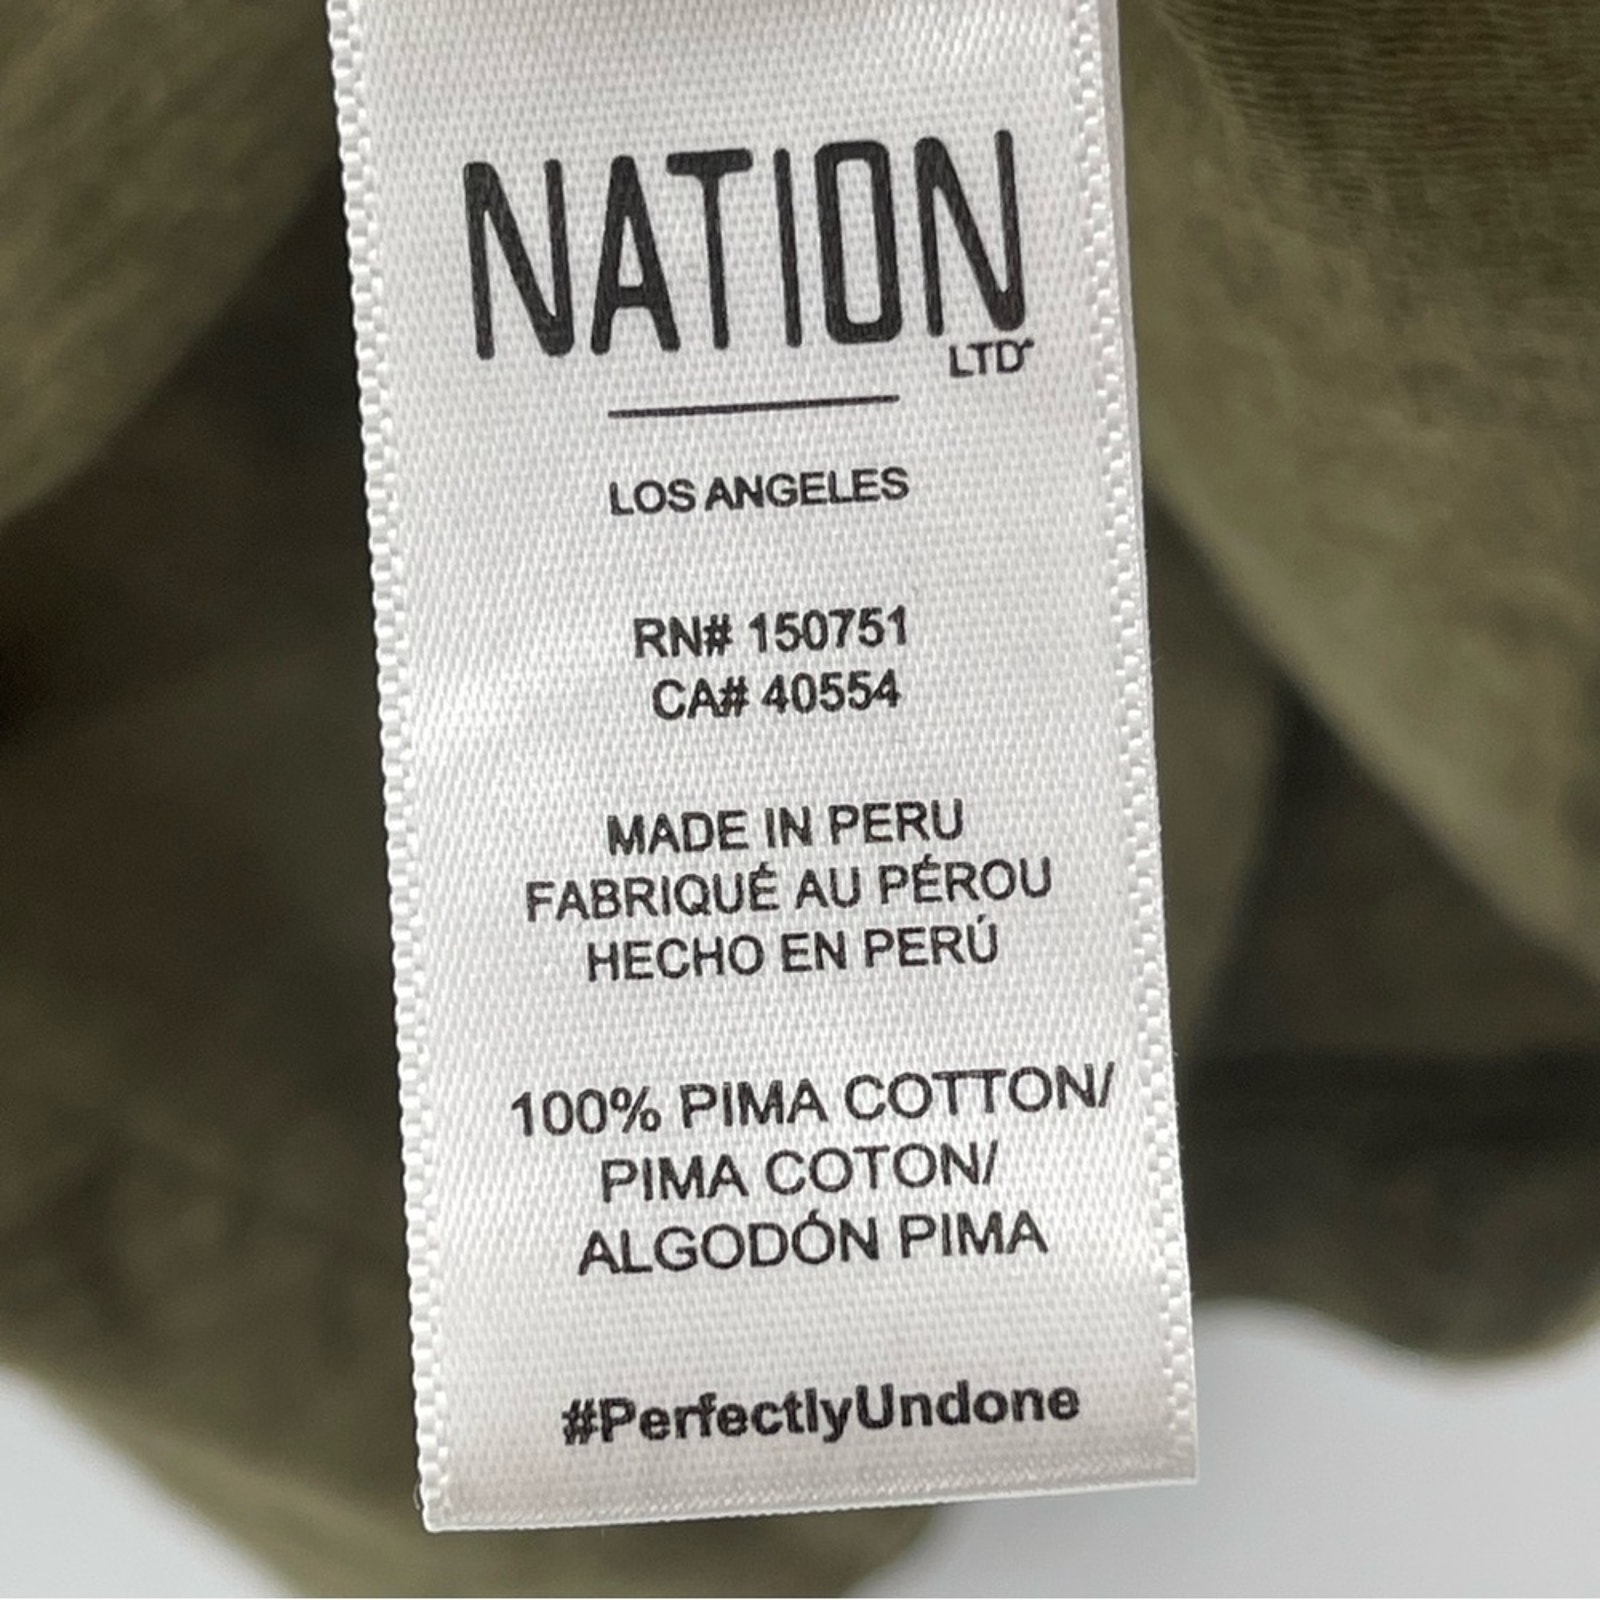 NATION
LTD
LOS ANGELES
RN# 150751
CA# 40554
MADE IN PERU
FABRIQUÉ AU PÉROU
HECHO EN PERÚ
100% PIMA COTTON/
PIMA COTON/
ALGODÓN PIMA
#PerfectlyUndone